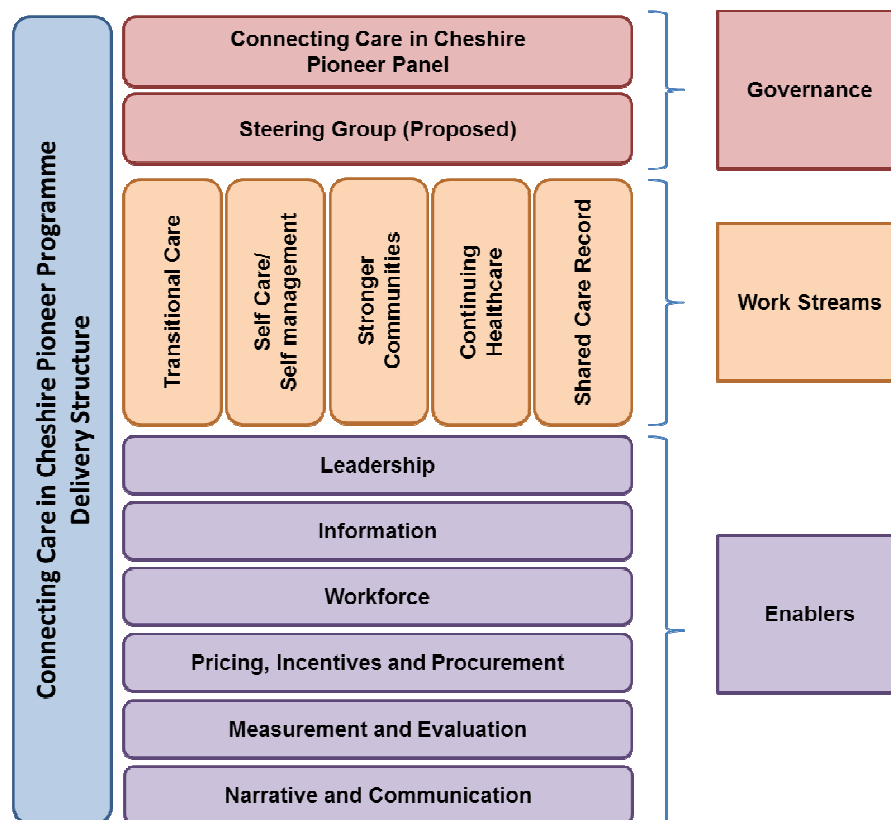 Connecting Care in Cheshire Pioneer Programme
Delivery Structure
Connecting Care in Cheshire
Pioneer Panel
Steering Group (Proposed)
Governance
Transitional Care
Self Care/
Self management
Stronger
Communities
Continuing
Healthcare
Shared Care Record
Work Streams
Leadership
Information
Workforce
Pricing, Incentives and Procurement
Measurement and Evaluation
Narrative and Communication
Enablers